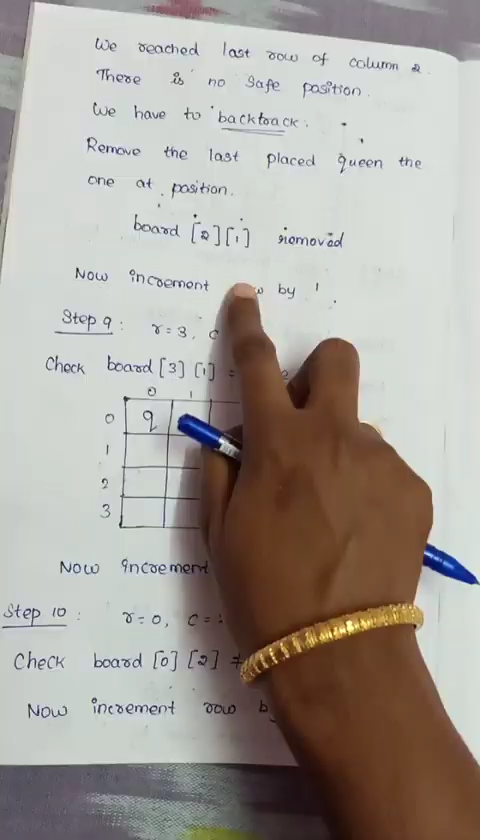 We reached last row of column 2.
There is no safe position.
We have to backtrack.
Remove the last placed queen the
one at position.
board [2][1] removed
Now increment by 1.
Step 9: r=3, c
Check board [3][1] =
0 1
0 q
1
2
3
Now increment
Step 10: r=0, c=
Check board [0][2] ≠
Now increment row